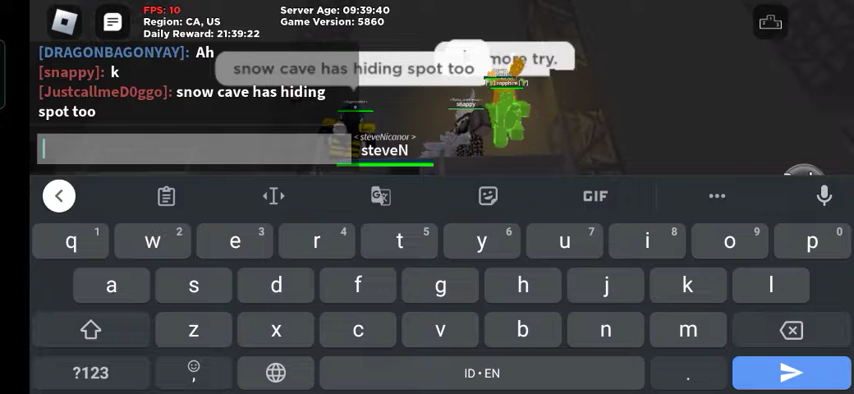 FPS: 10
Region: CA, US
Daily Reward: 21:39:22
Server Age: 09:39:40
Game Version: 5860
[DRAGONBAGONYAY]: Ah
[snappy]: k
[JustcallmeD0ggo]: snow cave has hiding
spot too
snow cave has hiding spot too
more try.
< steveNicanor >
steveN
snappy
GIF
q 1 w 2 e 3 r 4 t 5 y 6 u 7 i 8 o 9 p 0
a s d f g h j k l
z x c v b n m
?123 , ID • EN .